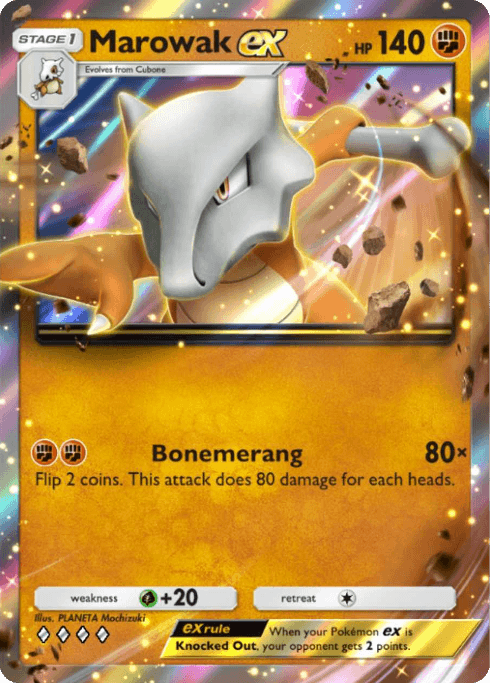 STAGE 1 Marowak ex HP 140
Evolves from Cubone
Bonemerang 80×
Flip 2 coins. This attack does 80 damage for each heads.
weakness +20 retreat
Illus. PLANETA Mochizuki
ex rule When your Pokémon ex is
Knocked Out, your opponent gets 2 points.